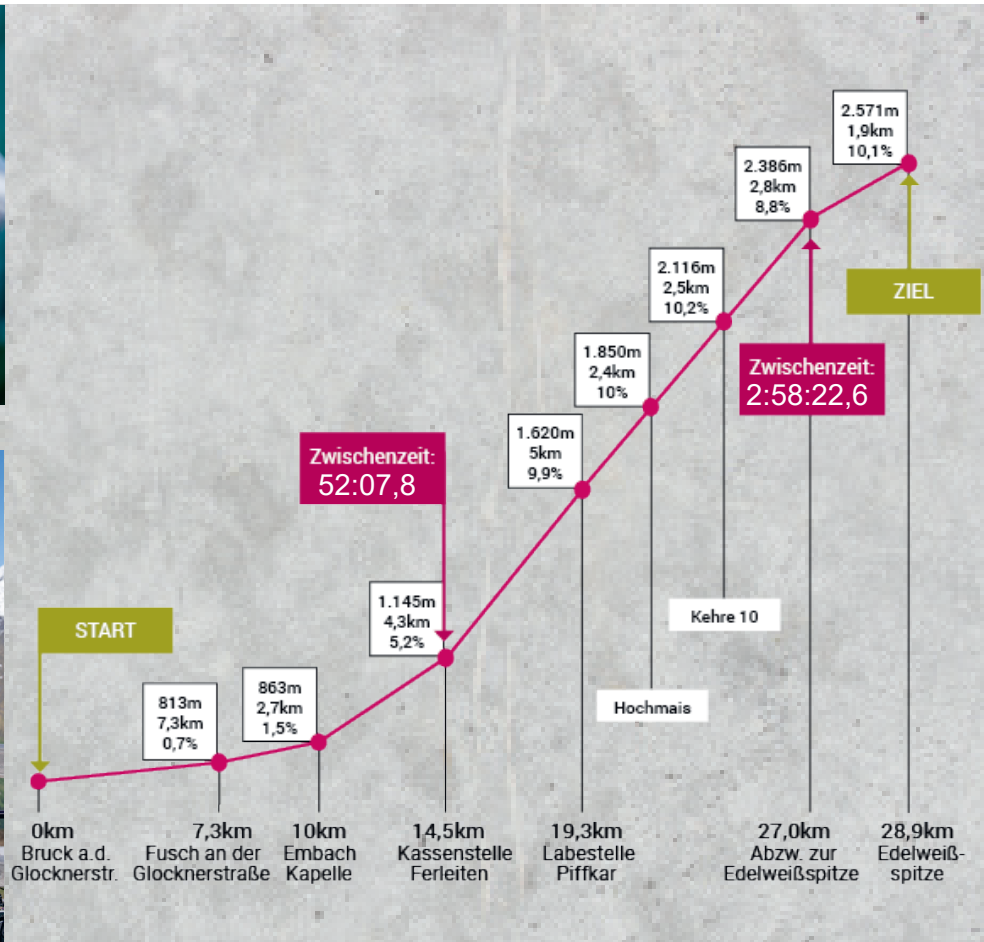 2.571m
1,9km
10,1%
2.386m
2,8km
8,8%
2.116m
2,5km
10,2%
ZIEL
1.850m
2,4km
10%
Zwischenzeit:
2:58:22,6
1.620m
5km
9,9%
Zwischenzeit:
52:07,8
1.145m
4,3km
5,2%
Kehre 10
START
863m
2,7km
1,5%
813m
7,3km
0,7%
Hochmais
0km
Bruck a.d.
Glocknerstr.
7,3km
Fusch an der
Glocknerstraße
10km
Embach
Kapelle
14,5km
Kassenstelle
Ferleiten
19,3km
Labestelle
Piffkar
27,0km
Abzw. zur
Edelweißspitze
28,9km
Edelweiß-
spitze